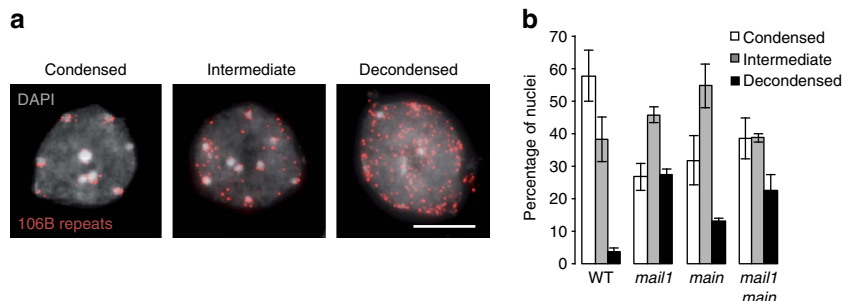 a
Condensed
Intermediate
Decondensed
DAPI
106B repeats
b
Percentage of nuclei
70
60
50
40
30
20
10
0
Condensed
Intermediate
Decondensed
WT
mail1
main
mail1
main